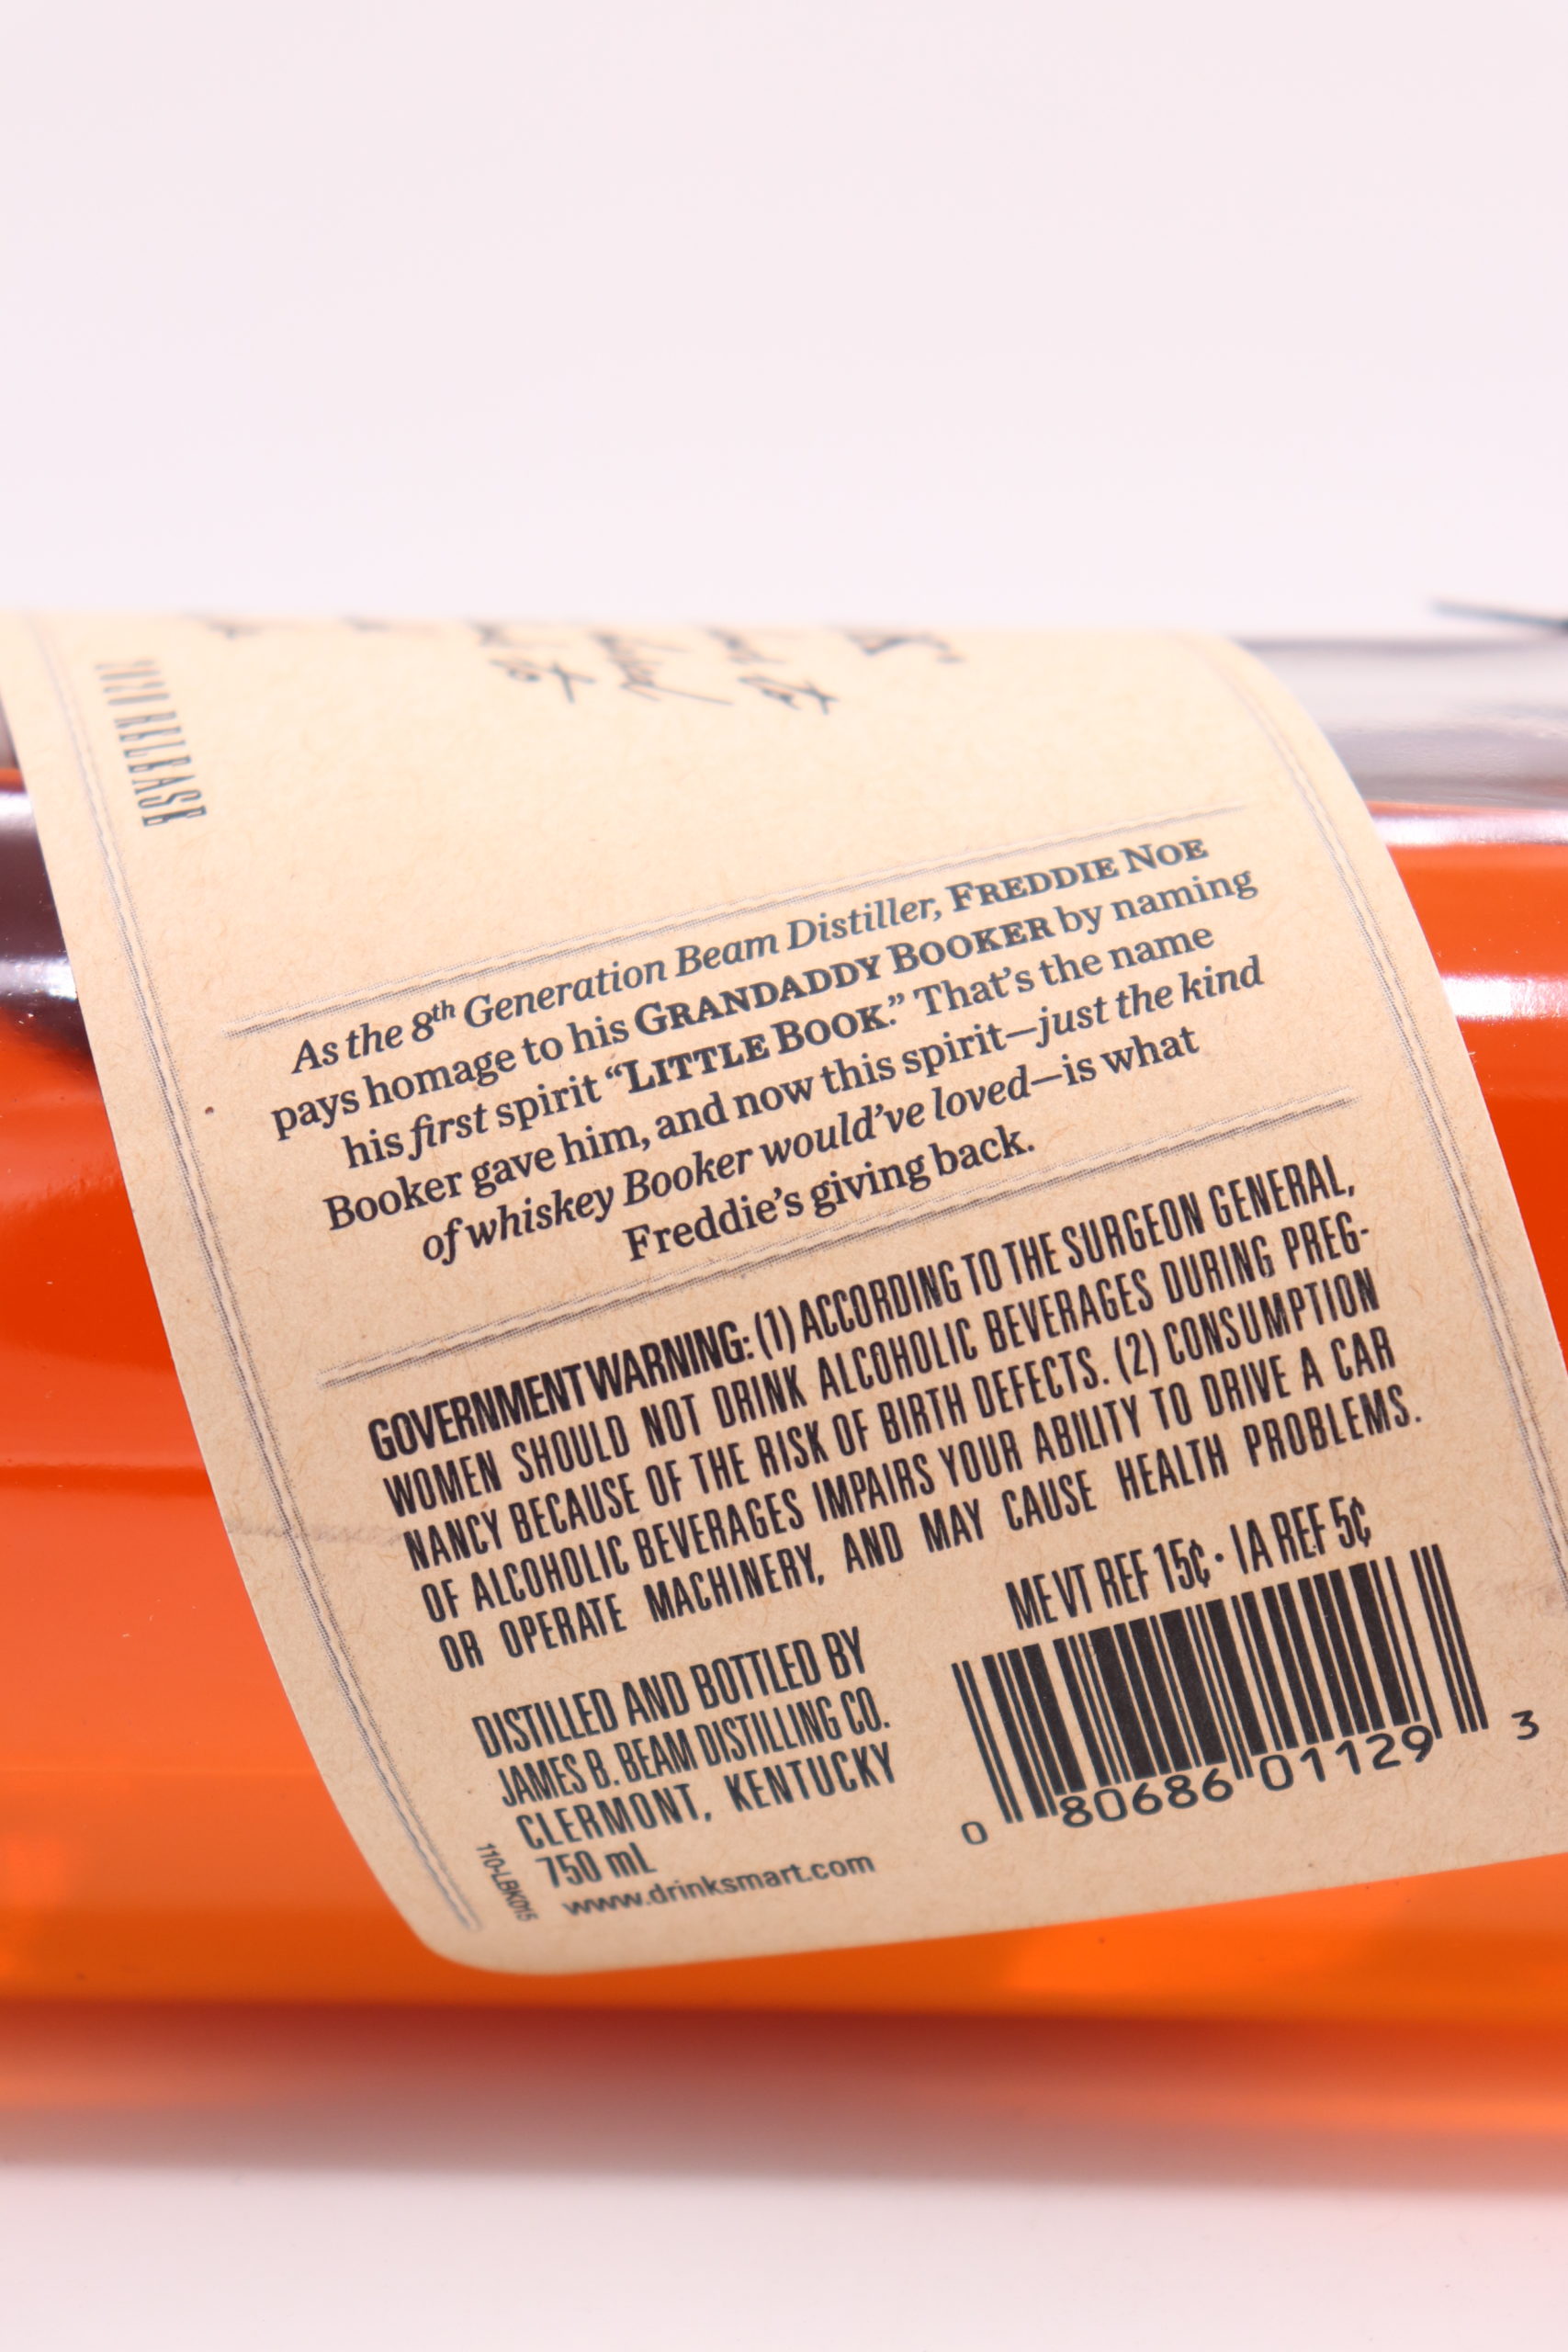 2020 RELEASE
to
to
As the 8th Generation Beam Distiller, FREDDIE NOE
pays homage to his GRANDADDY BOOKER by naming
his first spirit “LITTLE BOOK.” That’s the name
Booker gave him, and now this spirit—just the kind
of whiskey Booker would’ve loved—is what
Freddie’s giving back.
GOVERNMENT WARNING: (1) ACCORDING TO THE SURGEON GENERAL,
WOMEN SHOULD NOT DRINK ALCOHOLIC BEVERAGES DURING PREG-
NANCY BECAUSE OF THE RISK OF BIRTH DEFECTS. (2) CONSUMPTION
OF ALCOHOLIC BEVERAGES IMPAIRS YOUR ABILITY TO DRIVE A CAR
OR OPERATE MACHINERY, AND MAY CAUSE HEALTH PROBLEMS.
ME VT REF 15¢ · IA REF 5¢
DISTILLED AND BOTTLED BY
JAMES B. BEAM DISTILLING CO.
CLERMONT, KENTUCKY
750 mL
www.drinksmart.com
110-LBK015
0 80686 01129 3